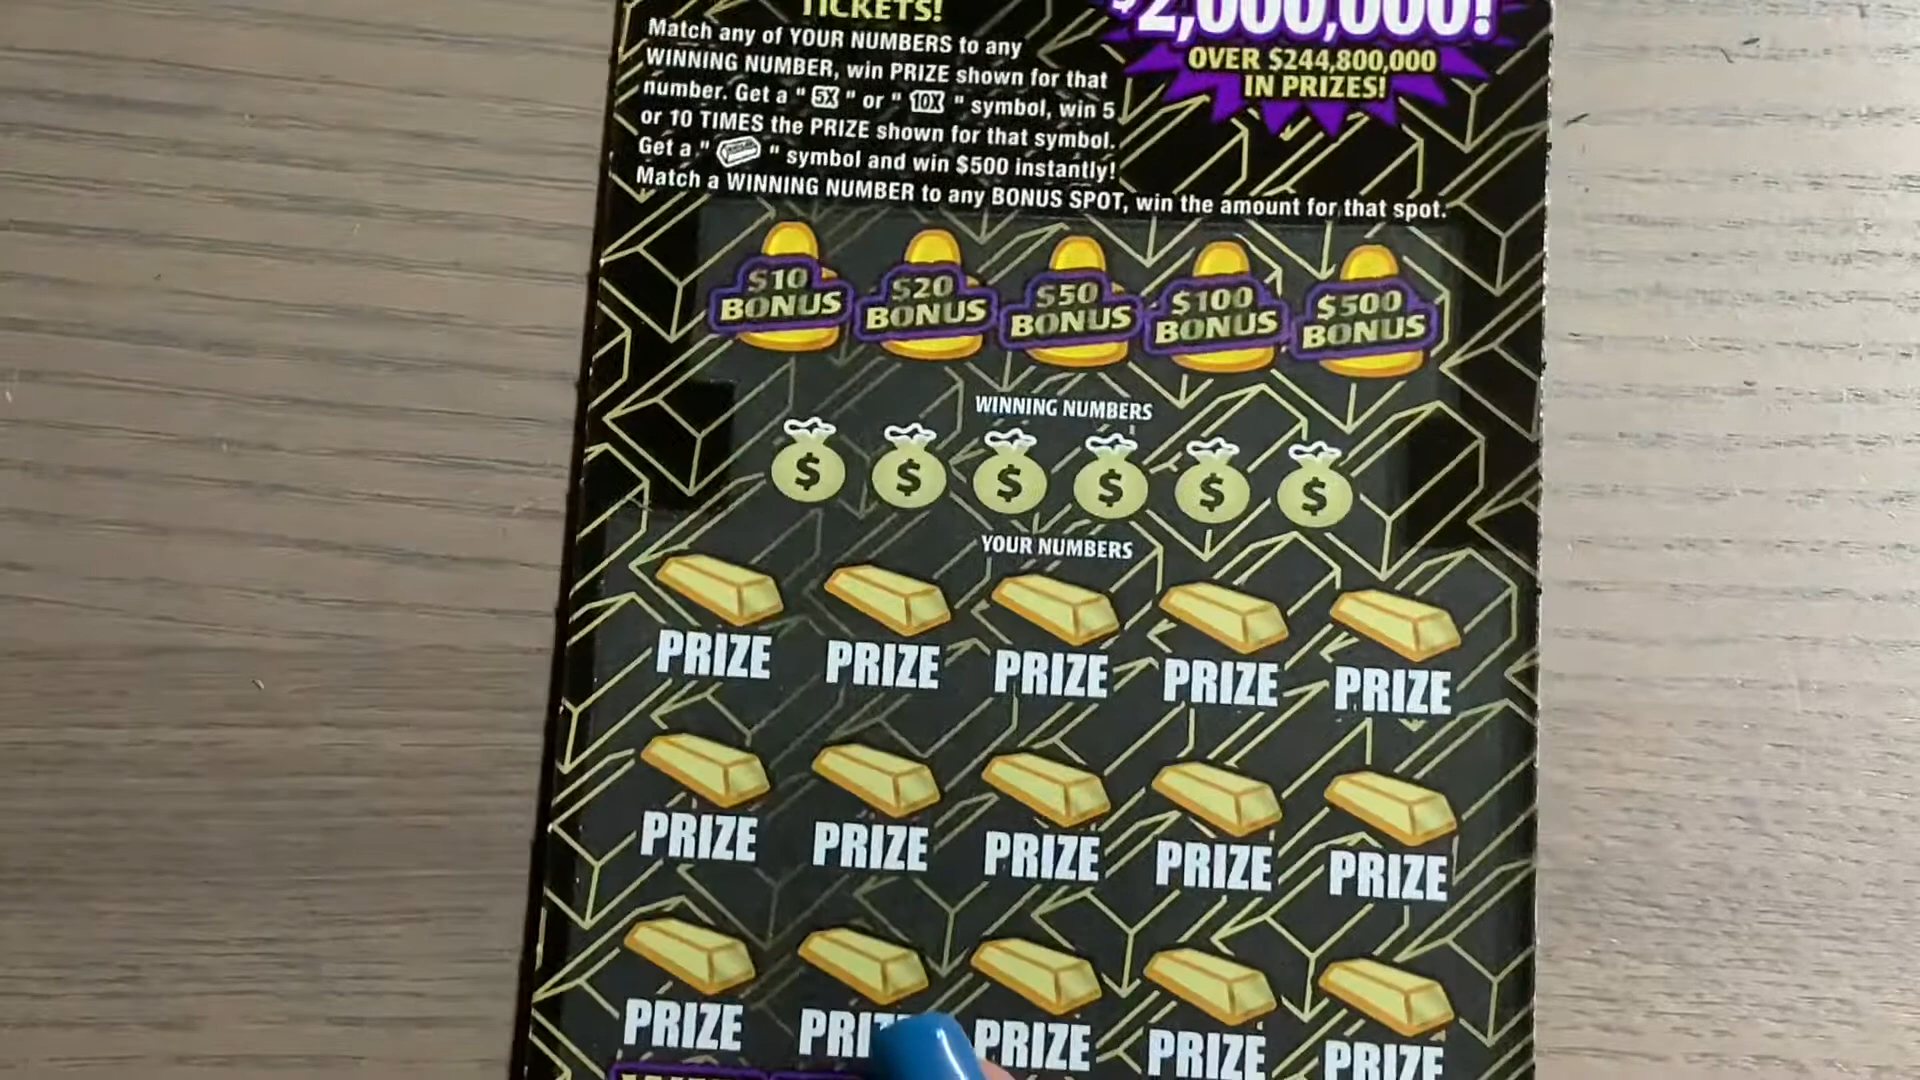 TICKETS!
Match any of YOUR NUMBERS to any
WINNING NUMBER, win PRIZE shown for that
number. Get a " 5X " or " 10X " symbol, win 5
or 10 TIMES the PRIZE shown for that symbol.
Get a " " symbol and win $500 instantly!
Match a WINNING NUMBER to any BONUS SPOT, win the amount for that spot.
$2,000,000!
OVER $244,800,000
IN PRIZES!
$10 BONUS
$20 BONUS
$50 BONUS
$100 BONUS
$500 BONUS
WINNING NUMBERS
$ $ $ $ $ $
YOUR NUMBERS
PRIZE PRIZE PRIZE PRIZE PRIZE
PRIZE PRIZE PRIZE PRIZE PRIZE
PRIZE PRIZE PRIZE PRIZE PRIZE